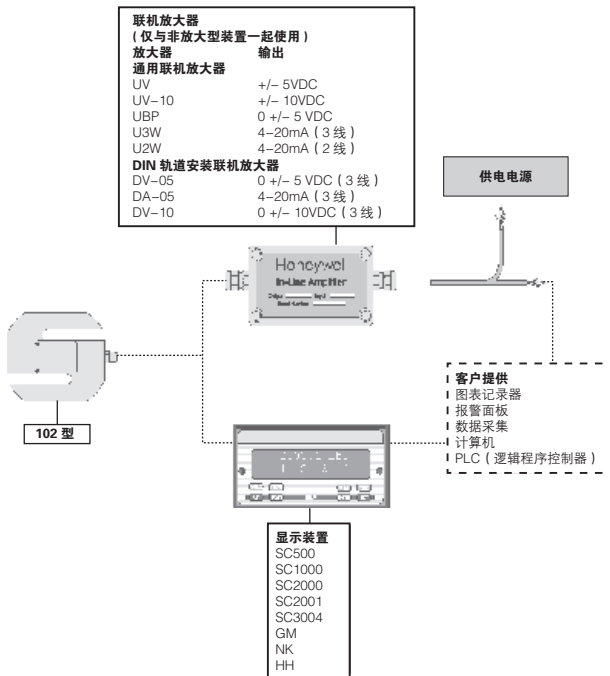 联机放大器
（仅与非放大型装置一起使用）
放大器 输出
通用联机放大器
UV +/- 5VDC
UV-10 +/- 10VDC
UBP 0 +/- 5 VDC
U3W 4-20mA（3 线）
U2W 4-20mA（2 线）
DIN 轨道安装联机放大器
DV-05 0 +/- 5 VDC（3 线）
DA-05 4-20mA（3 线）
DV-10 0 +/- 10VDC（3 线）
供电电源
Honeywell
In-Line Amplifier
102 型
客户提供
图表记录器
报警面板
数据采集
计算机
PLC（逻辑程序控制器）
显示装置
SC500
SC1000
SC2000
SC2001
SC3004
GM
NK
HH